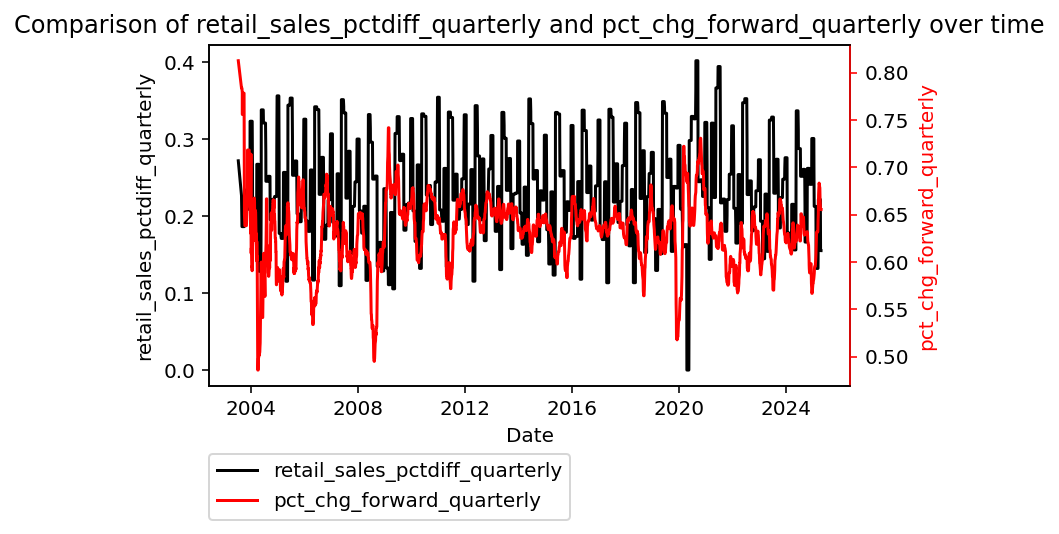 Comparison of retail_sales_pctdiff_quarterly and pct_chg_forward_quarterly over time
retail_sales_pctdiff_quarterly
0.4
0.3
0.2
0.1
0.0
0.80
0.75
0.70
0.65
0.60
0.55
0.50
pct_chg_forward_quarterly
2004 2008 2012 2016 2020 2024
Date
retail_sales_pctdiff_quarterly
pct_chg_forward_quarterly